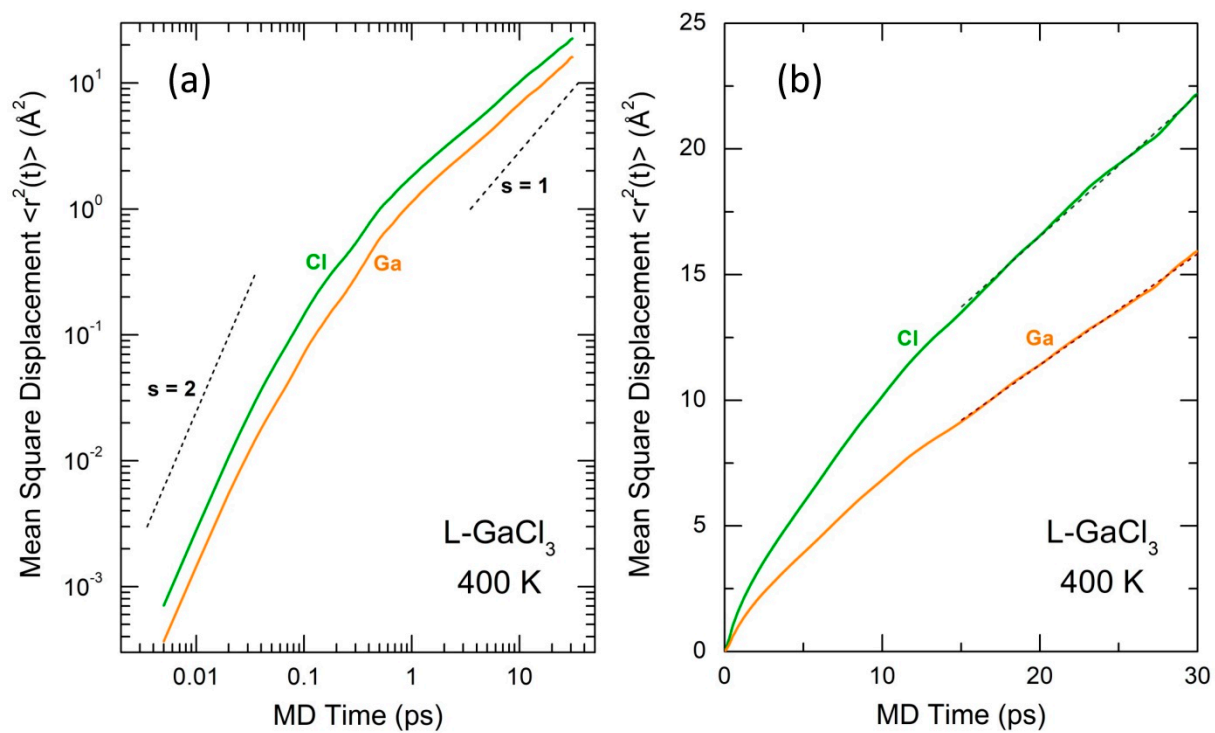 (a)
Mean Square Displacement <r²(t)> (Å²)
10¹
10⁰
10⁻¹
10⁻²
10⁻³
s = 1
Cl
Ga
s = 2
L-GaCl₃
400 K
0.01
0.1
1
10
MD Time (ps)
(b)
Mean Square Displacement <r²(t)> (Å²)
25
20
15
10
5
0
Cl
Ga
L-GaCl₃
400 K
0
10
20
30
MD Time (ps)